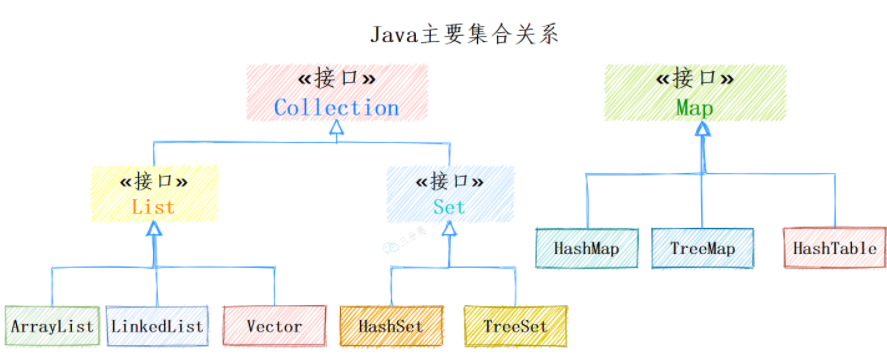 Java主要集合关系
«接口»
Collection
«接口»
Map
«接口»
List
«接口»
Set
HashMap
TreeMap
HashTable
ArrayList
LinkedList
Vector
HashSet
TreeSet